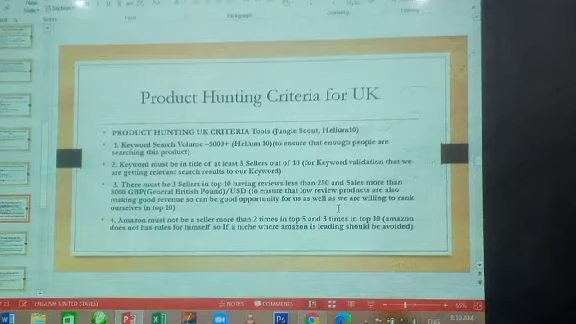 Product Hunting Criteria for UK
• PRODUCT HUNTING UK CRITERIA Tools (Jungle Scout, Helium10)
• 1. Keyword Search Volume ~5000+ (Helium 10)(to ensure that enough people are
searching this product)
• 2. Keyword must be in title of at least 5 Sellers out of 10 (for Keyword validation that we
are getting relevant search results to our Keyword)
• 3. There must be 3 Sellers in top 10 having reviews less than 250 and Sales more than
5000 GBP(General British Pound)/USD (to ensure that low review products are also
making good revenue so can be good opportunity for us as well as we are willing to rank
ourselves in top 10)
• 4. Amazon must not be a seller more than 2 times in top 5 and 3 times in top 10 (amazon
does not has rules for himself so if a niche where amazon is leading should be avoided)
ENGLISH (UNITED STATES)
NOTES
COMMENTS
65%
ENG
8:53 AM